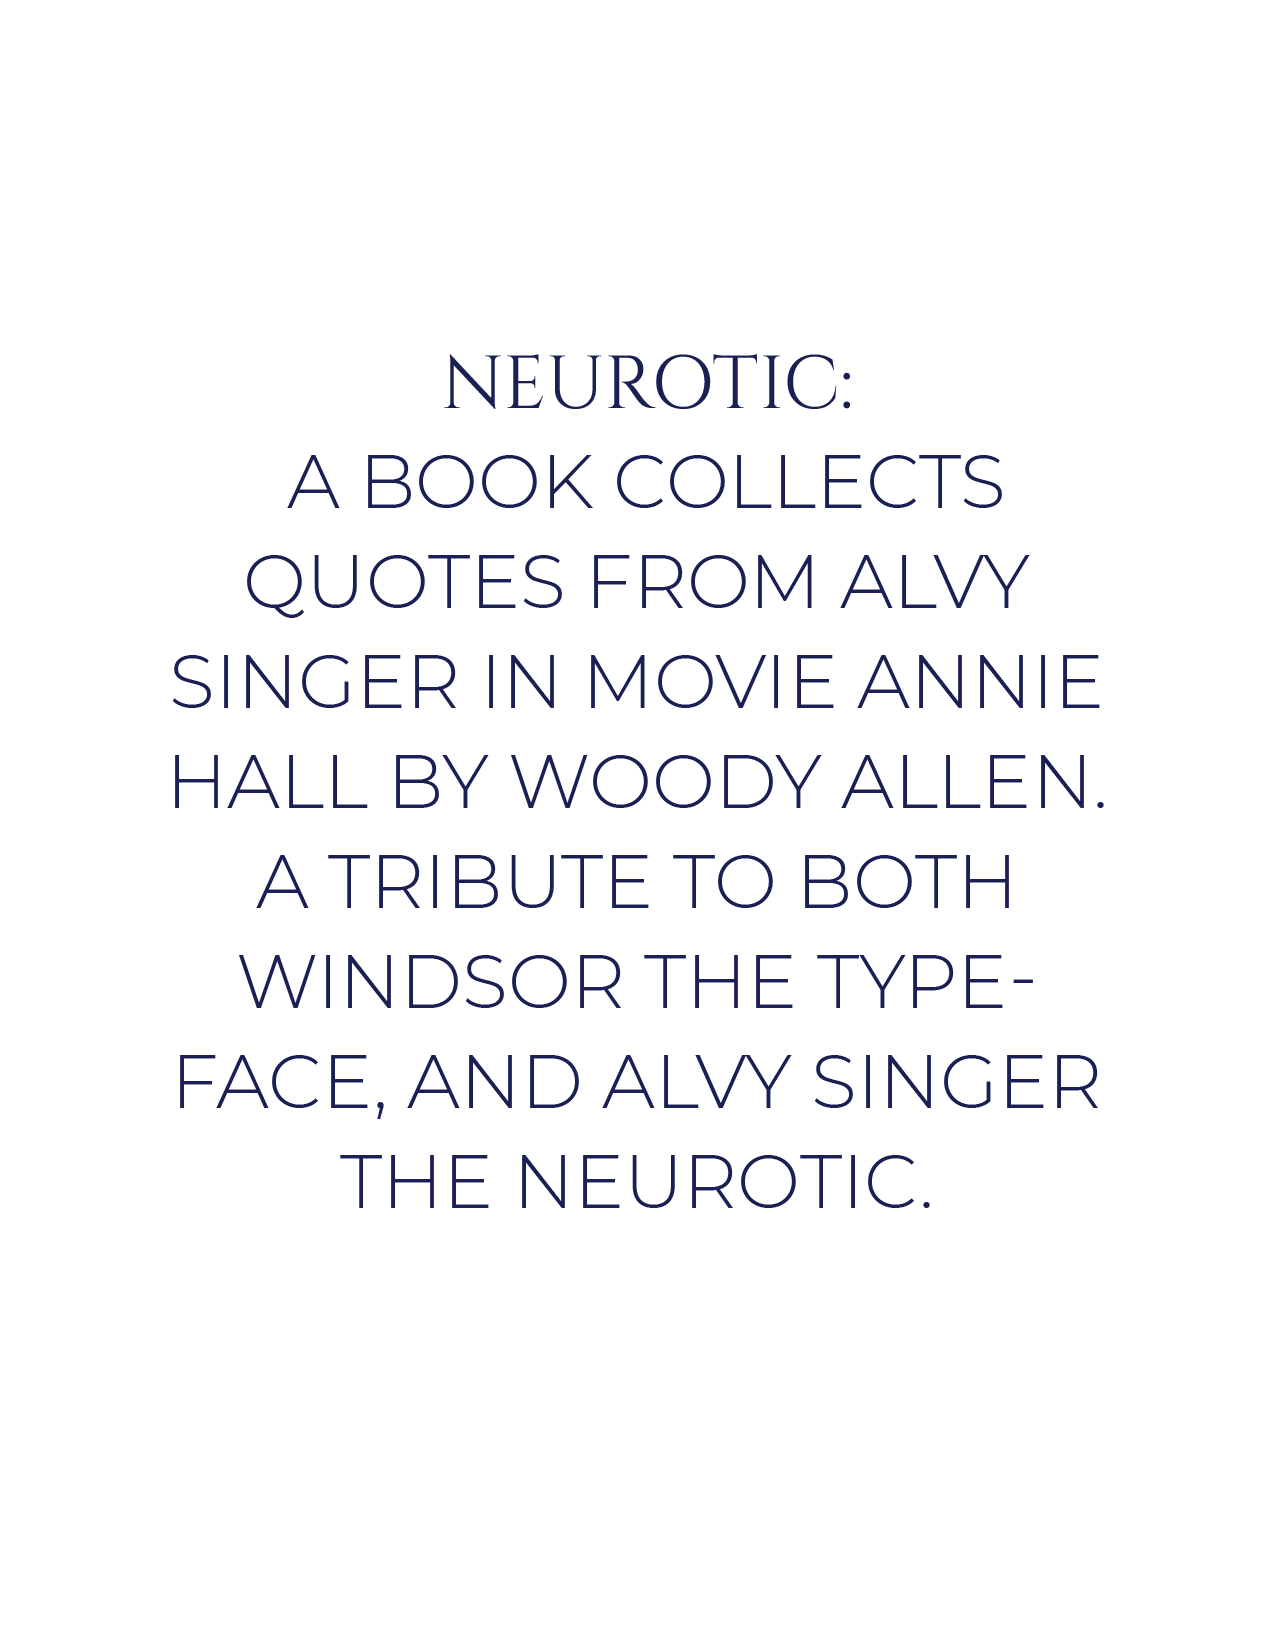 NEUROTIC:
A BOOK COLLECTS
QUOTES FROM ALVY
SINGER IN MOVIE ANNIE
HALL BY WOODY ALLEN.
A TRIBUTE TO BOTH
WINDSOR THE TYPE-
FACE, AND ALVY SINGER
THE NEUROTIC.